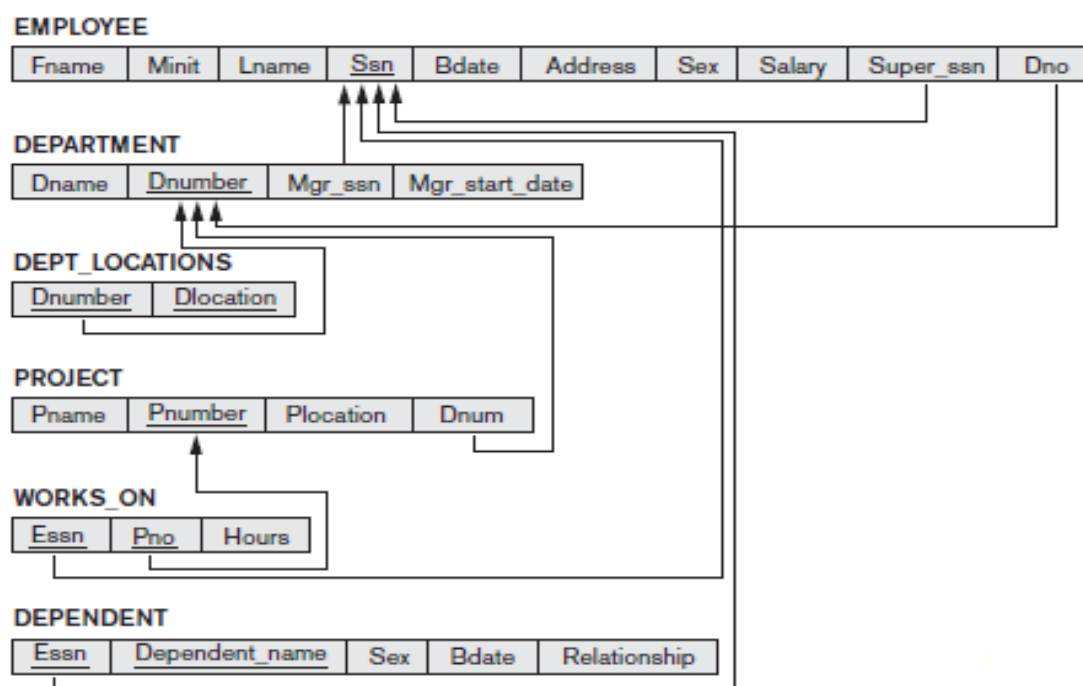 EMPLOYEE
Fname Minit Lname Ssn Bdate Address Sex Salary Super_ssn Dno
DEPARTMENT
Dname Dnumber Mgr_ssn Mgr_start_date
DEPT_LOCATIONS
Dnumber Dlocation
PROJECT
Pname Pnumber Plocation Dnum
WORKS_ON
Essn Pno Hours
DEPENDENT
Essn Dependent_name Sex Bdate Relationship